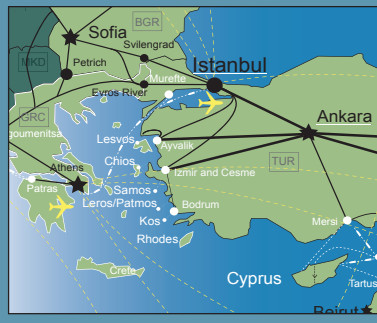 BGR
Sofia
Svilengrad
Istanbul
MKD
Petrich
Murefte
Evros River
GRC
goumenitsa
Ankara
Lesvos
Ayvalik
Chios
TUR
Athens
Izmir and Cesme
Patras
Samos
Leros/Patmos
Bodrum
Kos
Mersi
Rhodes
Crete
Cyprus
Tartus
Beirut